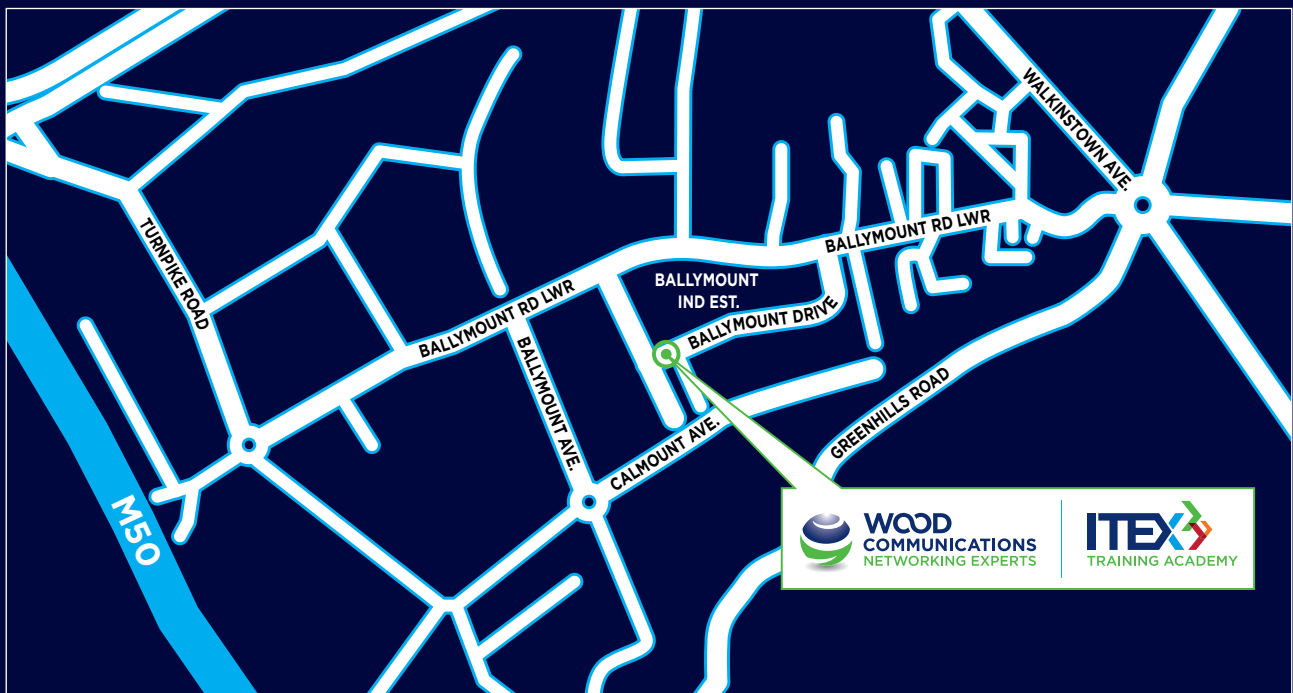 WALKINSTOWN AVE.
BALLYMOUNT RD LWR
TURNPIKE ROAD
BALLYMOUNT
IND EST.
BALLYMOUNT DRIVE
BALLYMOUNT RD LWR
BALLYMOUNT AVE.
GREENHILLS ROAD
CALMOUNT AVE.
M50
WOOD
COMMUNICATIONS
NETWORKING EXPERTS
ITEX
TRAINING ACADEMY